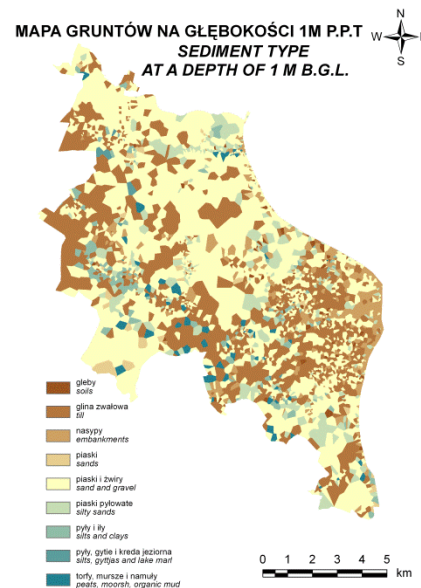 MAPA GRUNTÓW NA GŁĘBOKOŚCI 1M P.P.T
SEDIMENT TYPE
AT A DEPTH OF 1 M B.G.L.
N
W E
S
gleby
soils
glina zwałowa
till
nasypy
embankments
piaski
sands
piaski i żwiry
sand and gravel
piaski pyłowate
silty sands
pyły i iły
silts and clays
pyły, gytie i kreda jeziorna
silts, gyttjas and lake marl
torfy, mursze i namuły
peats, moorsh, organic mud
0 1 2 3 4 5
km